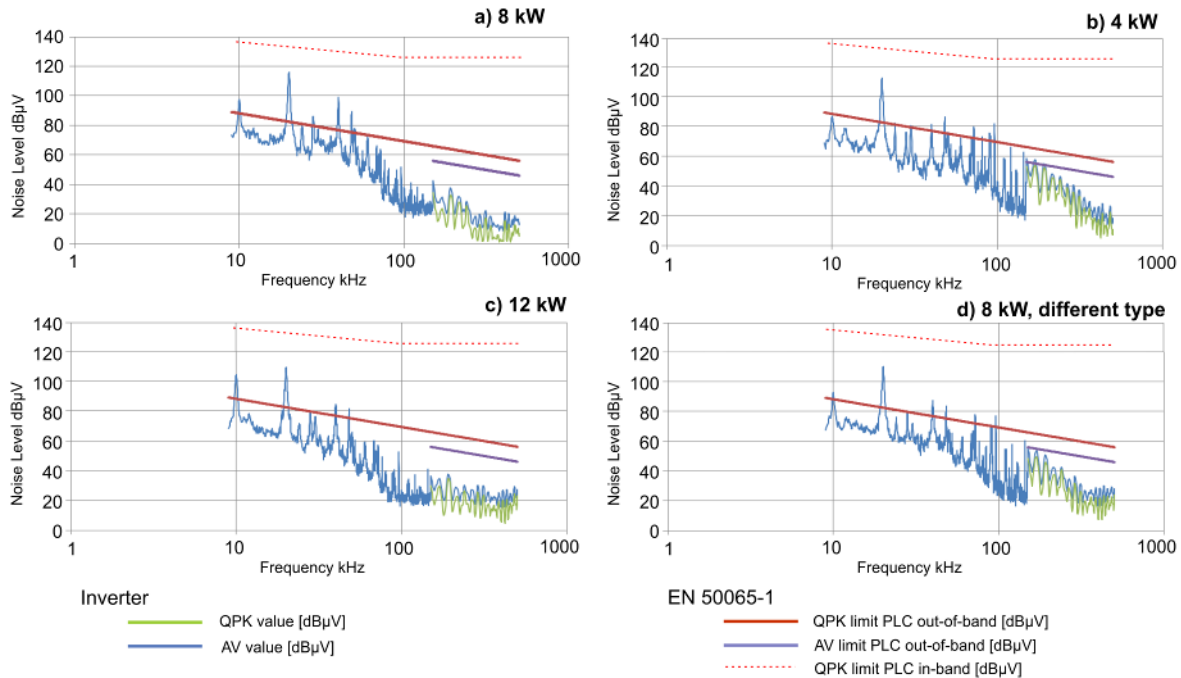 a) 8 kW
140
120
100
80
60
40
20
0
1
10
100
1000
Noise Level dBµV
Frequency kHz
b) 4 kW
140
120
100
80
60
40
20
0
1
10
100
1000
Noise Level dBµV
Frequency kHz
c) 12 kW
140
120
100
80
60
40
20
0
1
10
100
1000
Noise Level dBµV
Frequency kHz
d) 8 kW, different type
140
120
100
80
60
40
20
0
1
10
100
1000
Noise Level dBµV
Frequency kHz
Inverter
QPK value [dBµV]
AV value [dBµV]
EN 50065-1
QPK limit PLC out-of-band [dBµV]
AV limit PLC out-of-band [dBµV]
QPK limit PLC in-band [dBµV]